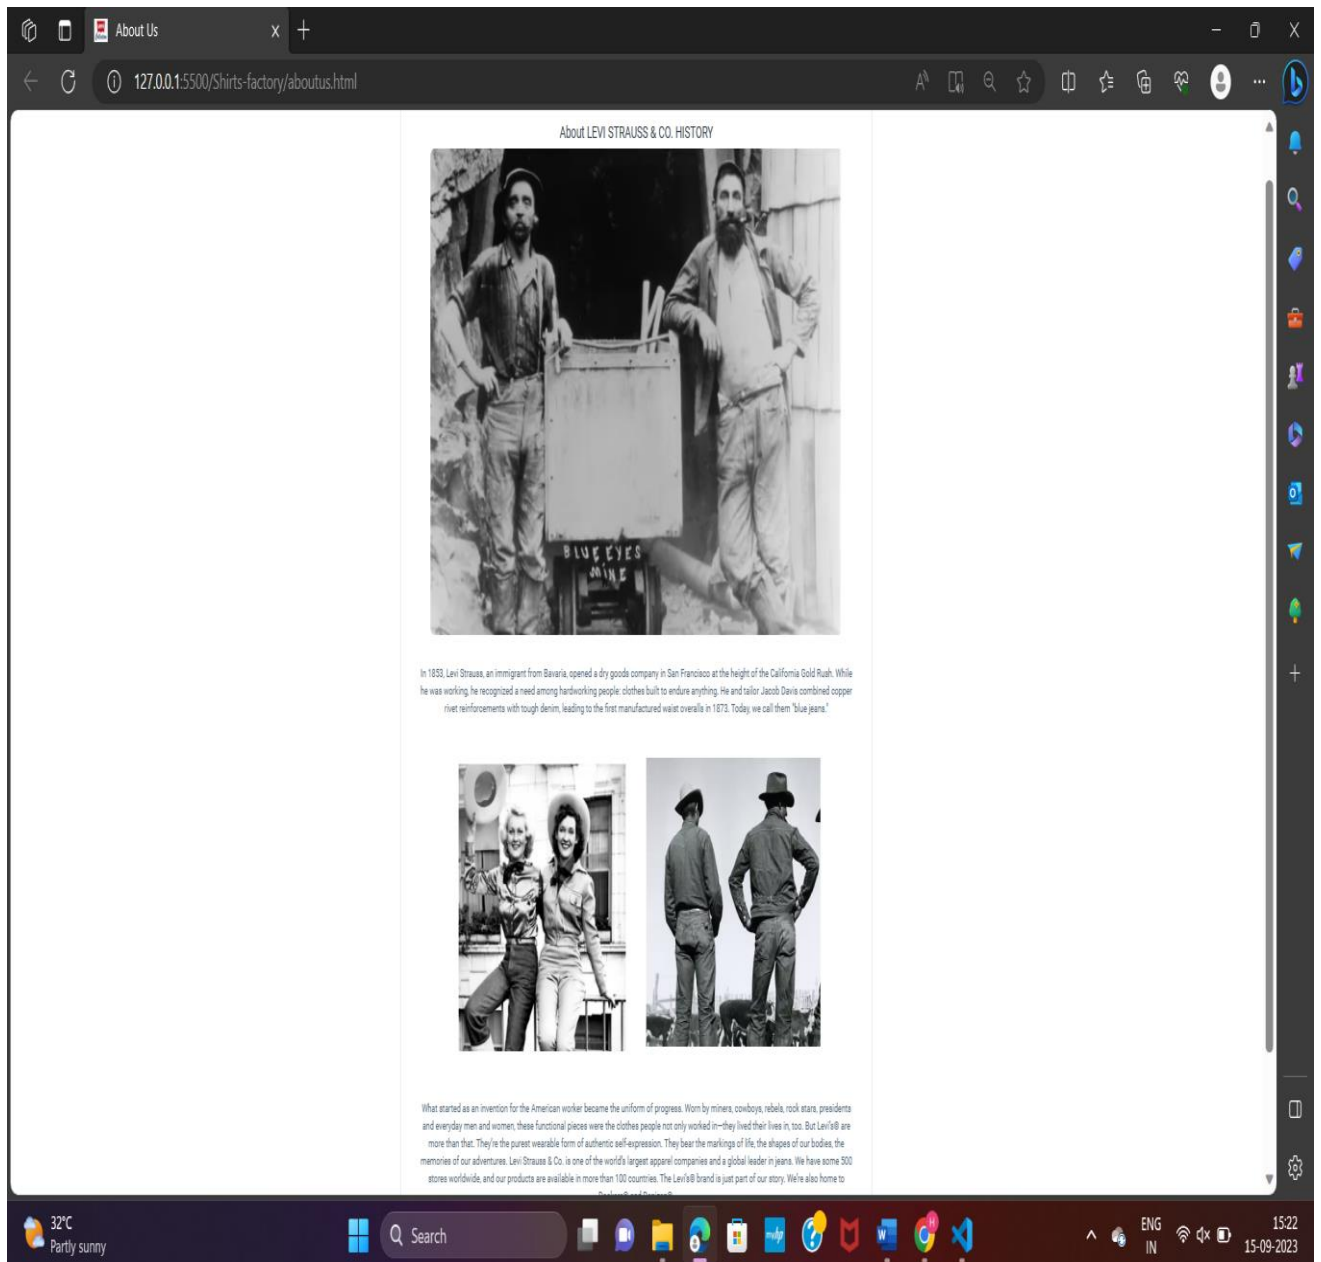 About Us
127.0.0.1:5500/Shirts-factory/aboutus.html
About LEVI STRAUSS & CO. HISTORY
BLUE EYES
MINE
In 1853, Levi Strauss, an immigrant from Bavaria, opened a dry goods company in San Francisco at the height of the California Gold Rush. While
he was working, he recognized a need among hardworking people: clothes built to endure anything. He and tailor Jacob Davis combined copper
rivet reinforcements with tough denim, leading to the first manufactured waist overalls in 1873. Today, we call them "blue jeans."
What started as an invention for the American worker became the uniform of progress. Worn by miners, cowboys, rebels, rock stars, presidents
and everyday men and women, these functional pieces were the clothes people not only worked in—they lived their lives in, too. But Levi's® are
more than that. They're the purest wearable form of authentic self-expression. They bear the markings of life, the shapes of our bodies, the
memories of our adventures. Levi Strauss & Co. is one of the world's largest apparel companies and a global leader in jeans. We have some 500
stores worldwide, and our products are available in more than 100 countries. The Levi's® brand is just part of our story. We're also home to
32°C
Partly sunny
Search
ENG
IN
15:22
15-09-2023